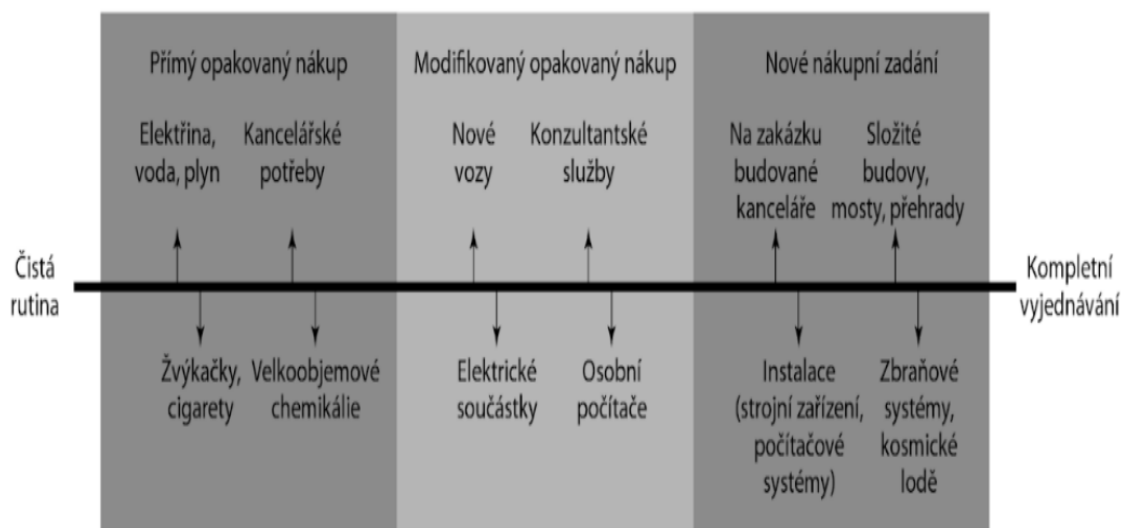 Přímý opakovaný nákup
Modifikovaný opakovaný nákup
Nové nákupní zadání
Elektřina,
voda, plyn
Kancelářské
potřeby
Nové
vozy
Konzultantské
služby
Na zakázku
budované
kanceláře
Složité
budovy,
mosty, přehrady
Čistá
rutina
Kompletní
vyjednávání
Žvýkačky,
cigarety
Velkoobjemové
chemikálie
Elektrické
součástky
Osobní
počítače
Instalace
(strojní zařízení,
počítačové
systémy)
Zbraňové
systémy,
kosmické
lodě